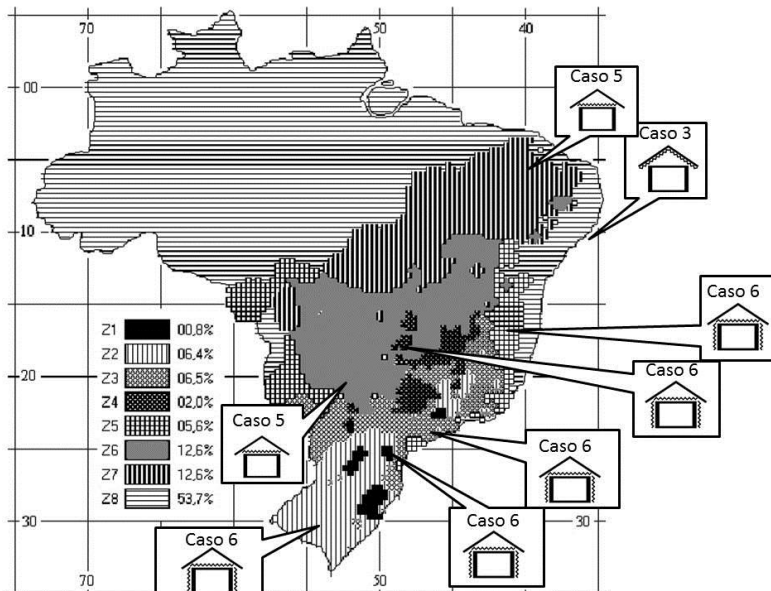 70
50
40
00
10
20
30
Caso 5
Caso 3
Caso 6
Caso 6
Z1 00,8%
Z2 06,4%
Z3 06,5%
Z4 02,0%
Z5 05,6%
Z6 12,6%
Z7 12,6%
Z8 53,7%
Caso 5
Caso 6
Caso 6
Caso 6
30
70
50